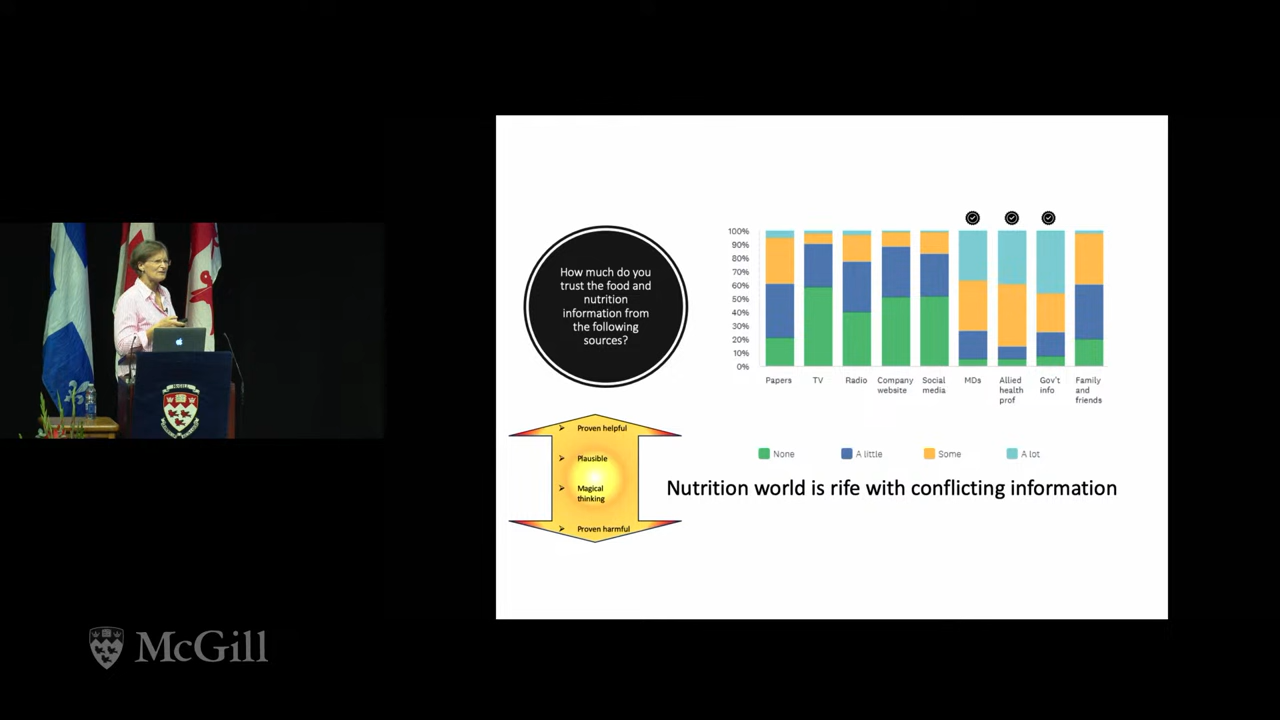 How much do you
trust the food and
nutrition
information from
the following
sources?
100%
90%
80%
70%
60%
50%
40%
30%
20%
10%
0%
Papers
TV
Radio
Company
website
Social
media
MDs
Allied
health
prof
Gov't
info
Family
and
friends
None
A little
Some
A lot
Proven helpful
Plausible
Magical
thinking
Proven harmful
Nutrition world is rife with conflicting information
McGILL
McGill